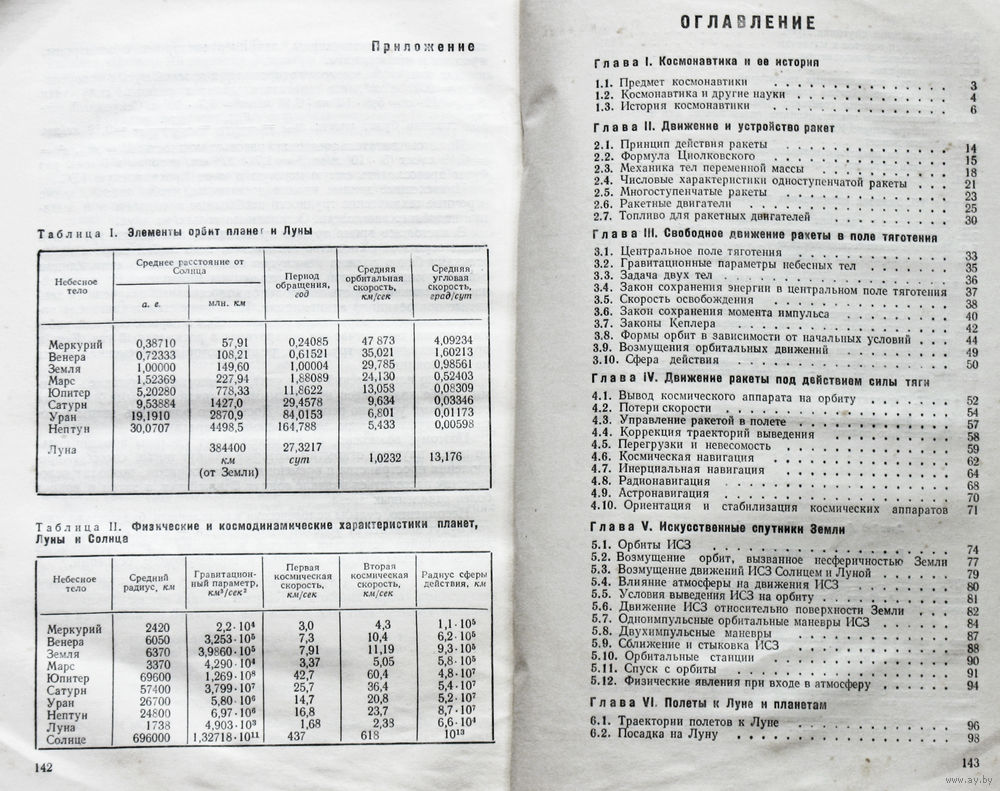 Приложение
Таблица I. Элементы орбит планет и Луны
Небесное тело | Среднее расстояние от Солнца | Период обращения, год | Средняя орбитальная скорость, км/сек | Средняя угловая скорость, град/сут
а. е. | млн. км
Меркурий 0,38710 57,91 0,24085 47 873 4,09234
Венера 0,72333 108,21 0,61521 35,021 1,60213
Земля 1,00000 149,60 1,00004 29,785 0,98561
Марс 1,52369 227,94 1,88089 24,130 0,52403
Юпитер 5,20280 778,33 11,8622 13,058 0,08309
Сатурн 9,53884 1427,0 29,4578 9,634 0,03346
Уран 19,1910 2870,9 84,0153 6,801 0,01173
Нептун 30,0707 4498,5 164,788 5,433 0,00598
Луна 384400 км (от Земли) 27,3217 сут 1,0232 13,176
Таблица II. Физические и космодинамические характеристики планет,
Луны и Солнца
Небесное тело | Средний радиус, км | Гравитацион-ный параметр, км³/сек² | Первая космическая скорость, км/сек | Вторая космическая скорость, км/сек | Радиус сферы действия, км
Меркурий 2420 2,2·10⁴ 3,0 4,3 1,1·10⁵
Венера 6050 3,253·10⁵ 7,3 10,4 6,2·10⁵
Земля 6370 3,9860·10⁵ 7,91 11,19 9,3·10⁵
Марс 3370 4,290·10⁴ 3,37 5,05 5,8·10⁵
Юпитер 69600 1,269·10⁸ 42,7 60,4 4,8·10⁷
Сатурн 57400 3,799·10⁷ 25,7 36,4 5,4·10⁷
Уран 26700 5,80·10⁶ 14,7 20,8 5,2·10⁷
Нептун 24800 6,97·10⁶ 16,8 23,7 8,7·10⁷
Луна 1738 4,903·10³ 1,68 2,38 6,6·10⁴
Солнце 696000 1,32718·10¹¹ 437 618 10¹³
142
ОГЛАВЛЕНИЕ
Глава I. Космонавтика и ее история
1.1. Предмет космонавтики 3
1.2. Космонавтика и другие науки 4
1.3. История космонавтики 6
Глава II. Движение и устройство ракет
2.1. Принцип действия ракеты 14
2.2. Формула Циолковского 15
2.3. Механика тел переменной массы 18
2.4. Числовые характеристики одноступенчатой ракеты 21
2.5. Многоступенчатые ракеты 23
2.6. Ракетные двигатели 25
2.7. Топливо для ракетных двигателей 30
Глава III. Свободное движение ракеты в поле тяготения
3.1. Центральное поле тяготения 33
3.2. Гравитационные параметры небесных тел 35
3.3. Задача двух тел 36
3.4. Закон сохранения энергии в центральном поле тяготения 37
3.5. Скорость освобождения 38
3.6. Закон сохранения момента импульса 40
3.7. Законы Кеплера 42
3.8. Формы орбит в зависимости от начальных условий 44
3.9. Возмущения орбитальных движений 49
3.10. Сфера действия 50
Глава IV. Движение ракеты под действием силы тяги
4.1. Вывод космического аппарата на орбиту 52
4.2. Потери скорости 54
4.3. Управление ракетой в полете 57
4.4. Коррекция траекторий выведения 58
4.5. Перегрузки и невесомость 59
4.6. Космическая навигация 62
4.7. Инерциальная навигация 64
4.8. Радионавигация 68
4.9. Астронавигация 70
4.10. Ориентация и стабилизация космических аппаратов 71
Глава V. Искусственные спутники Земли
5.1. Орбиты ИСЗ 74
5.2. Возмущение орбит, вызванное несферичностью Земли 77
5.3. Возмущение движений ИСЗ Солнцем и Луной 79
5.4. Влияние атмосферы на движения ИСЗ 80
5.5. Условия выведения ИСЗ на орбиту 81
5.6. Движение ИСЗ относительно поверхности Земли 82
5.7. Одноимпульсные орбитальные маневры ИСЗ 84
5.8. Двухимпульсные маневры 87
5.9. Сближение и стыковка ИСЗ 88
5.10. Орбитальные станции 90
5.11. Спуск с орбиты 91
5.12. Физические явления при входе в атмосферу 94
Глава VI. Полеты к Луне и планетам
6.1. Траектории полетов к Луне 96
6.2. Посадка на Луну 98
143
www.ay.by